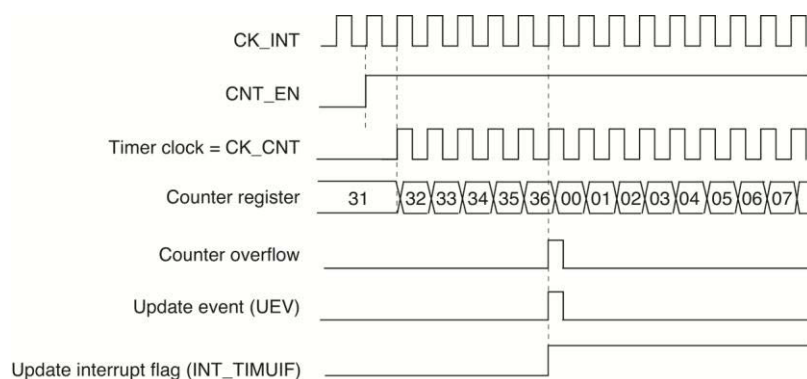 CK_INT
CNT_EN
Timer clock = CK_CNT
Counter register 31 32 33 34 35 36 00 01 02 03 04 05 06 07
Counter overflow
Update event (UEV)
Update interrupt flag (INT_TIMUIF)